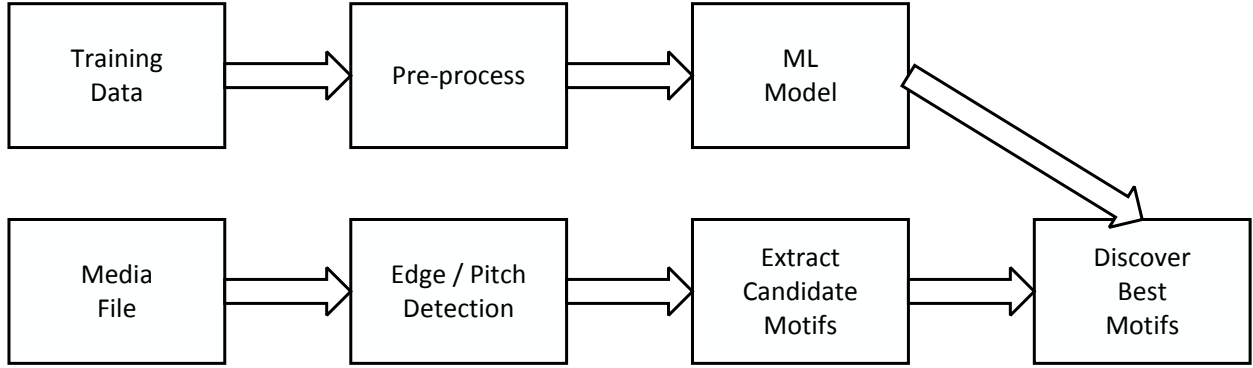 Training
Data
Pre-process
ML
Model
Media
File
Edge / Pitch
Detection
Extract
Candidate
Motifs
Discover
Best
Motifs